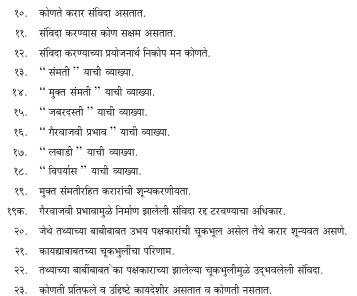 १०. कोणते करार संविदा असतात.
११. संविदा करण्यास कोण सक्षम असतात.
१२. संविदा करण्याच्या प्रयोजनार्थ निकोप मन कोणते.
१३. “ संमती ” याची व्याख्या.
१४. “ मुक्त संमती ” याची व्याख्या.
१५. “ जबरदस्ती ” याची व्याख्या.
१६. “ गैरवाजवी प्रभाव ” याची व्याख्या.
१७. “ लबाडी ” याची व्याख्या.
१८. “ विपर्यास ” याची व्याख्या.
१९. मुक्त संमतीरहित करारांची शून्यकरणीयता.
१९क. गैरवाजवी प्रभावामुळे निर्माण झालेली संविदा रद्द ठरवण्याचा अधिकार.
२०. जेथे तथ्याच्या बाबीबाबत उभय पक्षकारांची चूकभूल असेल तेथे करार शून्यवत असणे.
२१. कायद्याबाबतच्या चूकभुलींचा परिणाम.
२२. तथ्याच्या बाबींबाबत का पक्षकाराच्या झालेल्या चूकभुलीमुळे उद्‌भवलेली संविदा.
२३. कोणती प्रतिफले व उद्दिष्टे कायदेशीर असतात व कोणती नसतात.